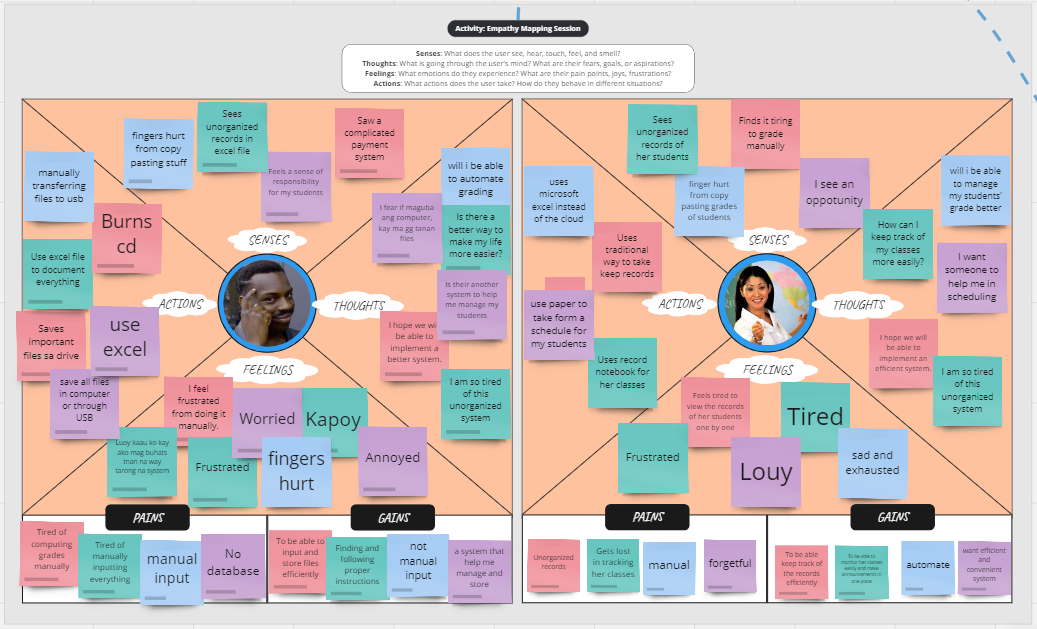 Activity: Empathy Mapping Session
Senses: What does the user see, hear, touch, feel, and smell?
Thoughts: What is going through the user's mind? What are their fears, goals, or aspirations?
Feelings: What emotions do they experience? What are their pain points, joys, frustrations?
Actions: What actions does the user take? How do they behave in different situations?
fingers hurt
from copy
pasting stuff
Sees
unorganized
records in
excel file
Feels a sense of
responsibility
for my students
Saw a
complicated
payment
system
manually
transferring
files to usb
Burns
cd
Use excel file
to document
everything
Saves
important
files sa drive
use
excel
save all files
in computer
or through
USB
will i be able
to automate
grading
I fear if maguba
ang computer,
kay ma gg tanan
files
Is there a
better way to
make my life
more easier?
Is their another
system to help
me manage my
students
I hope we wil
be able to
implement a
better system.
I am so tired
of this
unorganized
system
SENSES
ACTIONS
THOUGHTS
FEELINGS
I feel
frustrated
from doing it
manually.
Worried
Kapoy
Luoy kaau ko kay
ako mag buhats
tnan na way
tarong na system
Frustrated
fingers
hurt
Annoyed
PAINS
GAINS
Tired of
computing
grades
manually
Tired of
manually
inputting
everything
manual
input
No
database
To be able to
input and
store files
efficiently
Finding and
following
proper
instructions
not
manual
input
a system that
help me
manage and
store
Sees
unorganized
records of
her students
Finds it tiring
to grade
manually
uses
microsoft
excel instead
of the cloud
finger hurt
from copy
pasting grades
of students
I see an
oppotunity
will i be able
to manage
my students'
grade better
Uses
traditional
way to take
keep records
How can I
keep track of
my classes
more easily?
I want
someone to
help me in
scheduling
use paper to
take form a
schedule for
my students
Uses record
notebook for
her classes
I hope we will
be able to
implement an
efficient system.
I am so tired
of this
unorganized
system
SENSES
ACTIONS
THOUGHTS
FEELINGS
Feels tired to
view the records
of her students
one by one
Tired
Frustrated
Louy
sad and
exhausted
PAINS
GAINS
Unorganized
records
Gets lost
in tracking
her classes
manual
forgetful
To be able
keep track of
the records
efficiently
To be able to
monitor her classes
easily and make
announcements in
one place
automate
want efficient
and
convenient
system